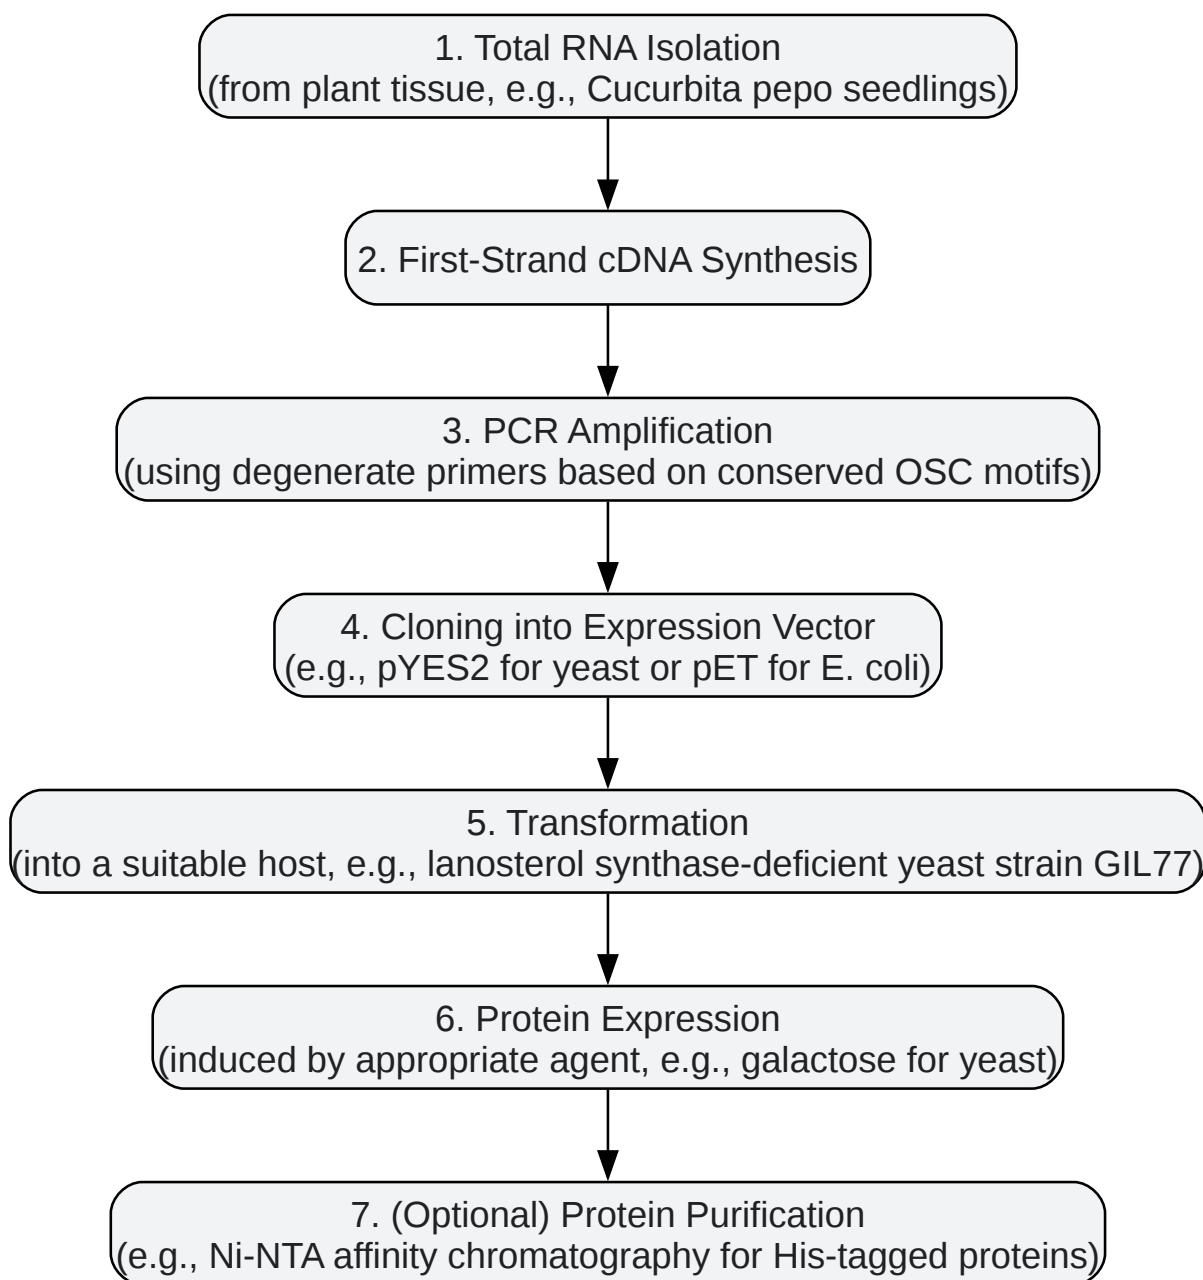 1. Total RNA Isolation
(from plant tissue, e.g., Cucurbita pepo seedlings)
2. First-Strand cDNA Synthesis
3. PCR Amplification
(using degenerate primers based on conserved OSC motifs)
4. Cloning into Expression Vector
(e.g., pYES2 for yeast or pET for E. coli)
5. Transformation
(into a suitable host, e.g., lanosterol synthase-deficient yeast strain GIL77)
6. Protein Expression
(induced by appropriate agent, e.g., galactose for yeast)
7. (Optional) Protein Purification
(e.g., Ni-NTA affinity chromatography for His-tagged proteins)